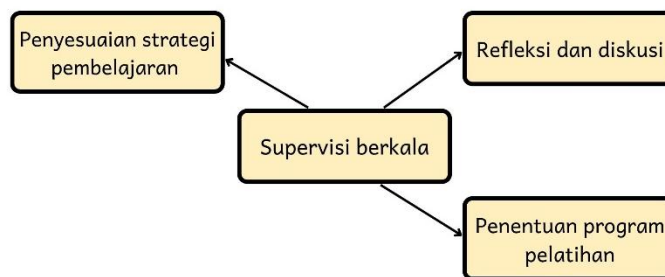 Penyesuaian strategi
pembelajaran
Refleksi dan diskusi
Supervisi berkala
Penentuan program
pelatihan